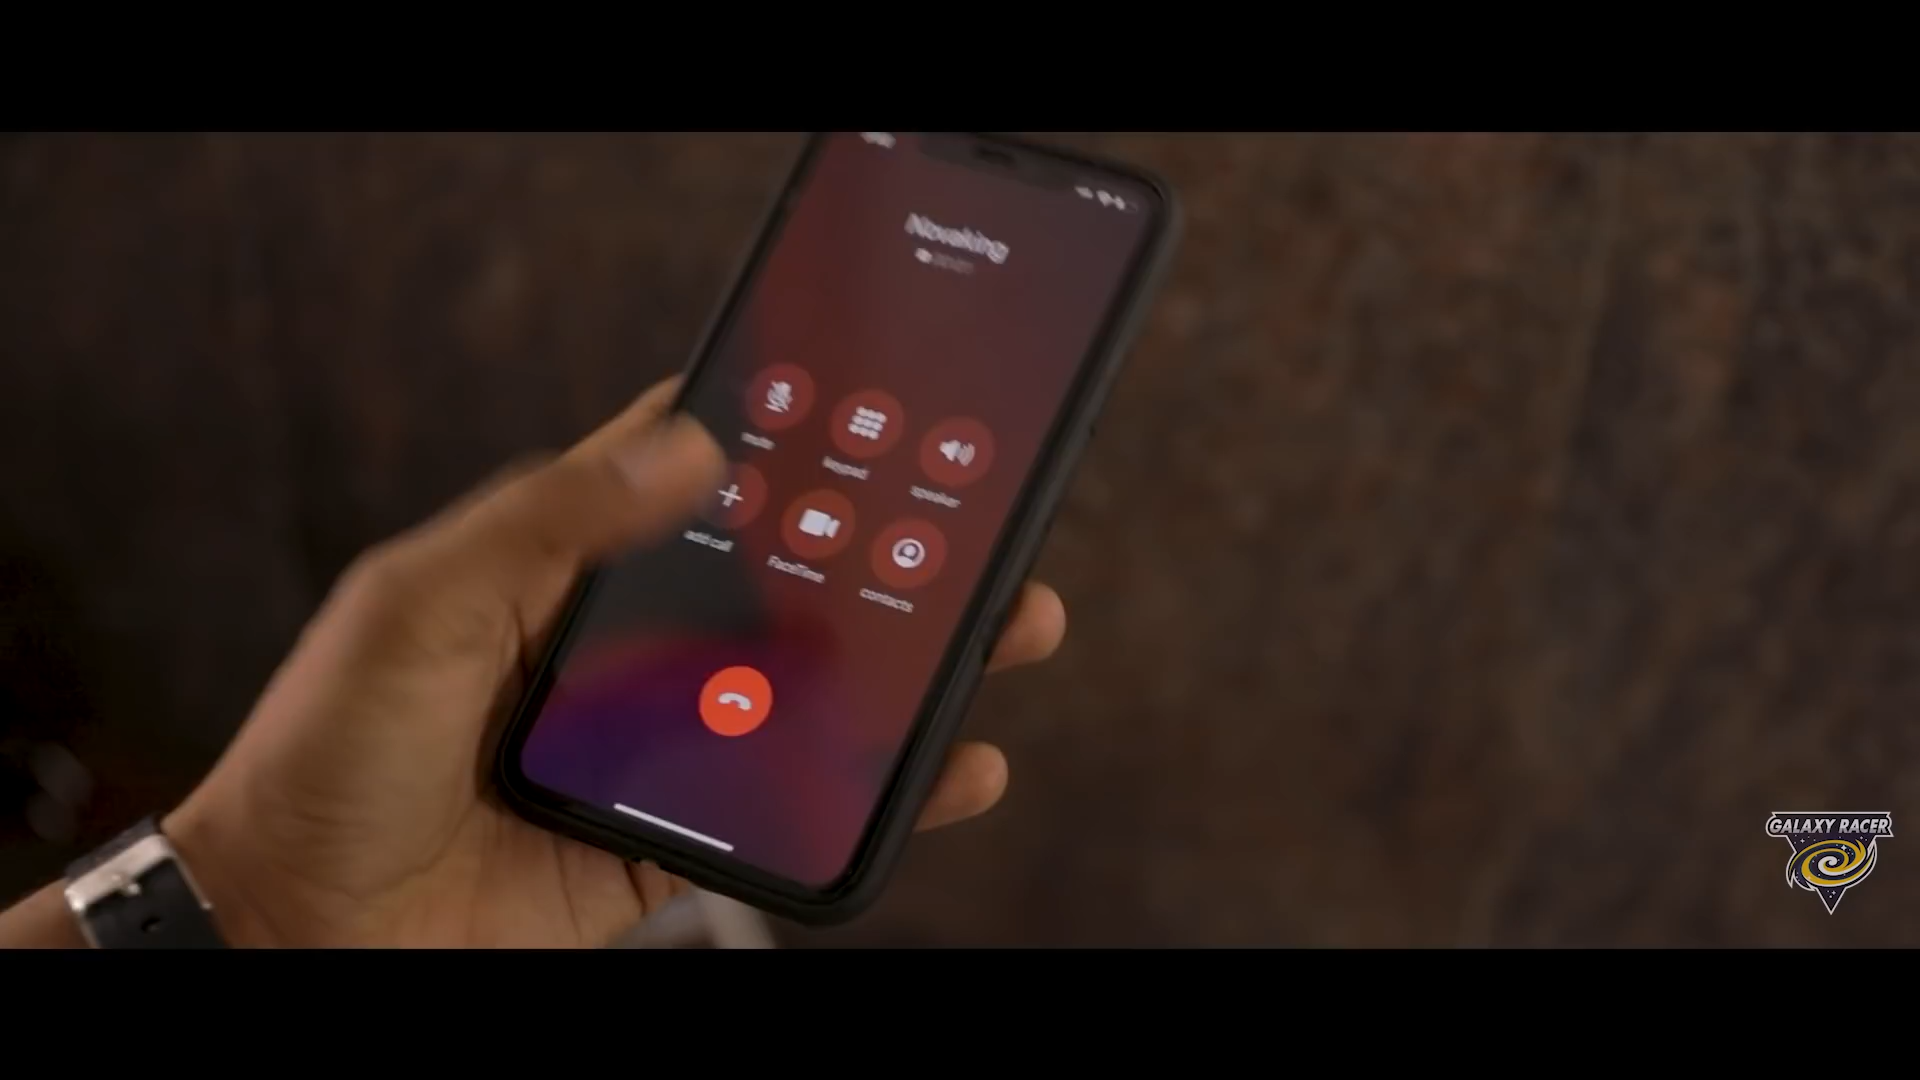 Novaking
mute
keypad
speaker
add call
FaceTime
contacts
GALAXY RACER